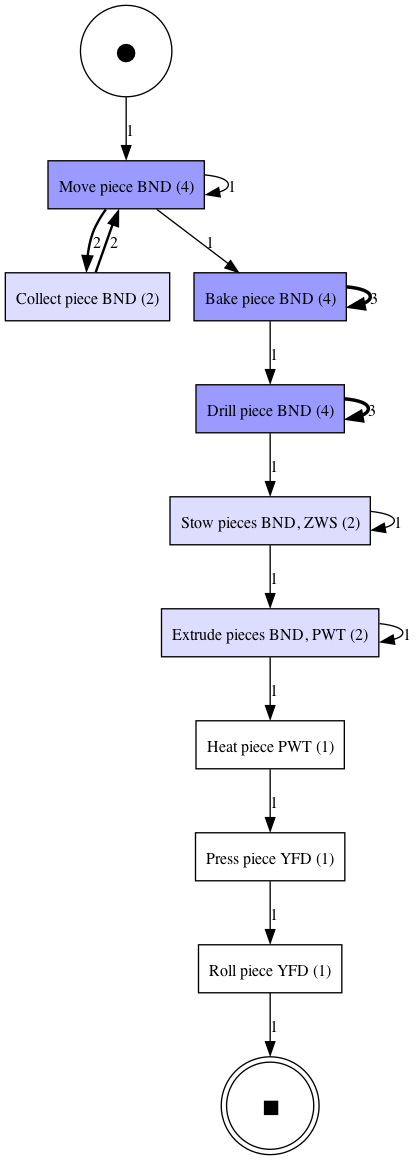 1
Move piece BND (4)
1
2
2
1
Collect piece BND (2)
Bake piece BND (4)
3
1
Drill piece BND (4)
3
1
Stow pieces BND, ZWS (2)
1
1
Extrude pieces BND, PWT (2)
1
1
Heat piece PWT (1)
1
Press piece YFD (1)
1
Roll piece YFD (1)
1